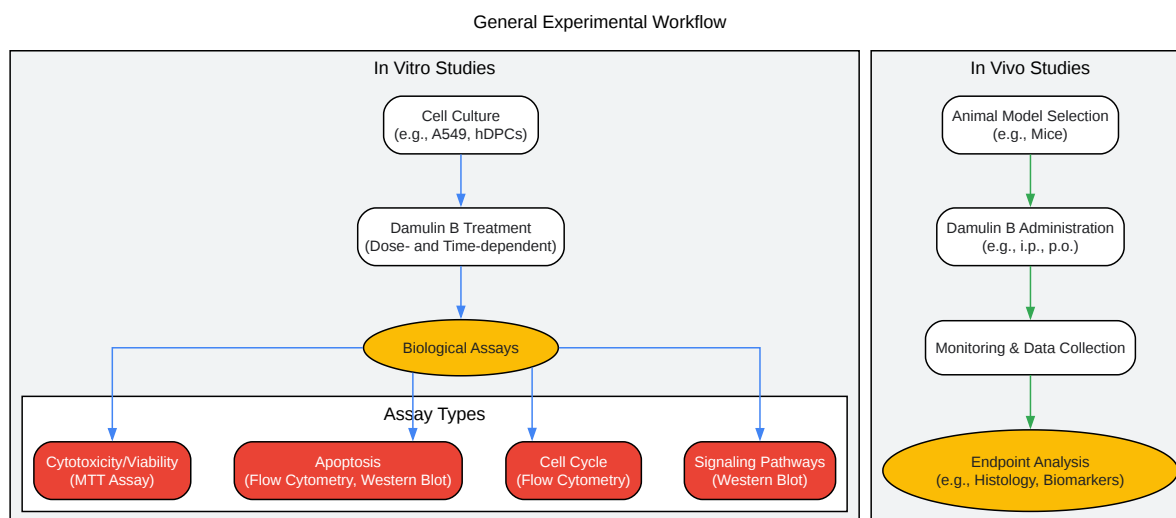 General Experimental Workflow
In Vitro Studies
Cell Culture
(e.g., A549, hDPCs)
Damulin B Treatment
(Dose- and Time-dependent)
Biological Assays
Assay Types
Cytotoxicity/Viability
(MTT Assay)
Apoptosis
(Flow Cytometry, Western Blot)
Cell Cycle
(Flow Cytometry)
Signaling Pathways
(Western Blot)
In Vivo Studies
Animal Model Selection
(e.g., Mice)
Damulin B Administration
(e.g., i.p., p.o.)
Monitoring & Data Collection
Endpoint Analysis
(e.g., Histology, Biomarkers)